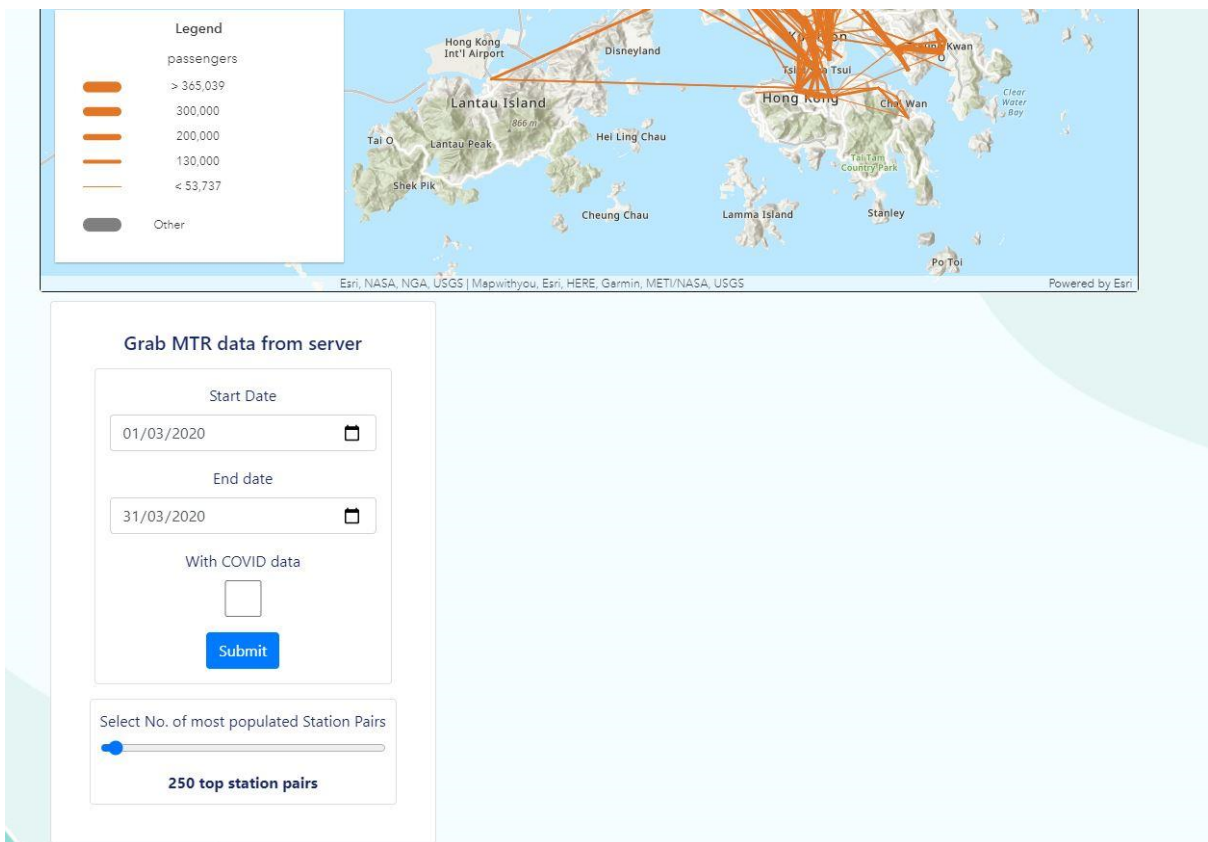 Legend
passengers
> 365,039
300,000
200,000
130,000
< 53,737
Other
Hong Kong
Int'l Airport
Disneyland
Kwan
O
Tsui
Lantau Island
866 m
Hong Kong
Chai Wan
Clear
Water
Bay
Tai O
Lantau Peak
Hei Ling Chau
Tai Tam
Country Park
Shek Pik
Cheung Chau
Lamma Island
Stanley
Po Toi
Esri, NASA, NGA, USGS | Mapwithyou, Esri, HERE, Garmin, METI/NASA, USGS
Powered by Esri
Grab MTR data from server
Start Date
01/03/2020
End date
31/03/2020
With COVID data
Submit
Select No. of most populated Station Pairs
250 top station pairs